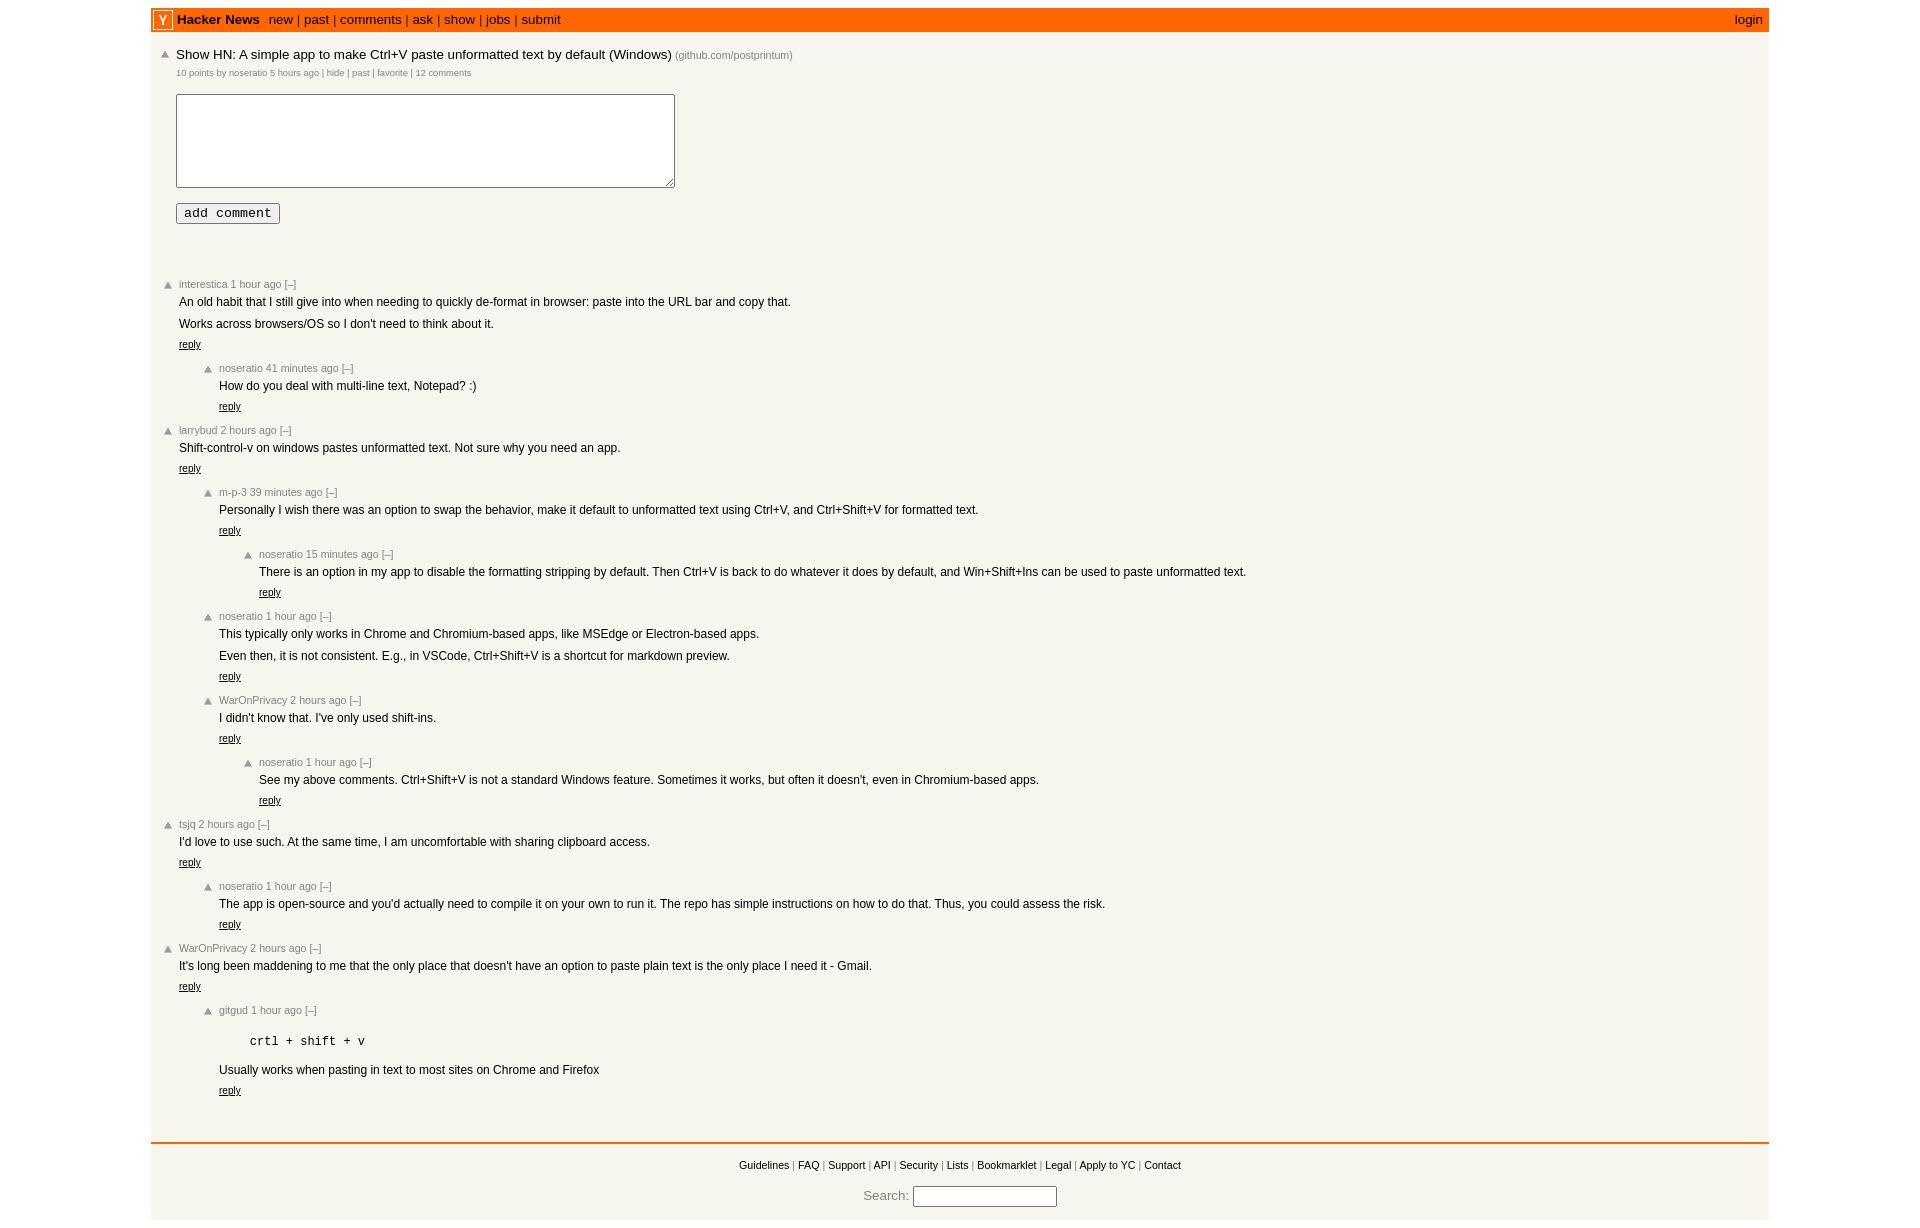 Y Hacker News new | past | comments | ask | show | jobs | submit login
Show HN: A simple app to make Ctrl+V paste unformatted text by default (Windows) (github.com/postprintum)
10 points by noseratio 5 hours ago | hide | past | favorite | 12 comments
add comment
interestica 1 hour ago [–]
An old habit that I still give into when needing to quickly de-format in browser: paste into the URL bar and copy that.
Works across browsers/OS so I don't need to think about it.
reply
noseratio 41 minutes ago [–]
How do you deal with multi-line text, Notepad? :)
reply
larrybud 2 hours ago [–]
Shift-control-v on windows pastes unformatted text. Not sure why you need an app.
reply
m-p-3 39 minutes ago [–]
Personally I wish there was an option to swap the behavior, make it default to unformatted text using Ctrl+V, and Ctrl+Shift+V for formatted text.
reply
noseratio 15 minutes ago [–]
There is an option in my app to disable the formatting stripping by default. Then Ctrl+V is back to do whatever it does by default, and Win+Shift+Ins can be used to paste unformatted text.
reply
noseratio 1 hour ago [–]
This typically only works in Chrome and Chromium-based apps, like MSEdge or Electron-based apps.
Even then, it is not consistent. E.g., in VSCode, Ctrl+Shift+V is a shortcut for markdown preview.
reply
WarOnPrivacy 2 hours ago [–]
I didn't know that. I've only used shift-ins.
reply
noseratio 1 hour ago [–]
See my above comments. Ctrl+Shift+V is not a standard Windows feature. Sometimes it works, but often it doesn't, even in Chromium-based apps.
reply
tsjq 2 hours ago [–]
I'd love to use such. At the same time, I am uncomfortable with sharing clipboard access.
reply
noseratio 1 hour ago [–]
The app is open-source and you'd actually need to compile it on your own to run it. The repo has simple instructions on how to do that. Thus, you could assess the risk.
reply
WarOnPrivacy 2 hours ago [–]
It's long been maddening to me that the only place that doesn't have an option to paste plain text is the only place I need it - Gmail.
reply
gitgud 1 hour ago [–]
crtl + shift + v
Usually works when pasting in text to most sites on Chrome and Firefox
reply
Guidelines | FAQ | Support | API | Security | Lists | Bookmarklet | Legal | Apply to YC | Contact
Search: